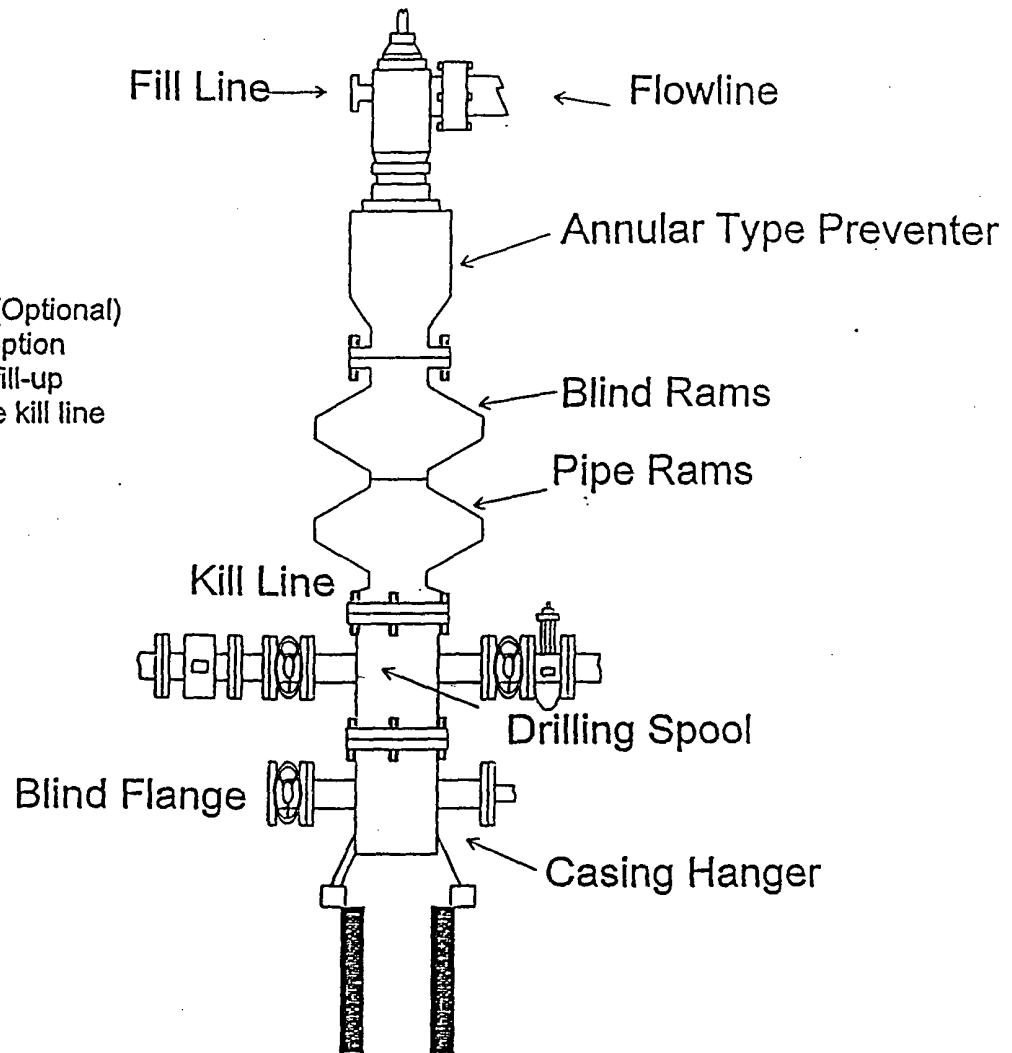 Fill Line
Flowline
Annular Type Preventer
(Optional)
ption
ill-up
kill line
Blind Rams
Pipe Rams
Kill Line
Drilling Spool
Blind Flange
Casing Hanger